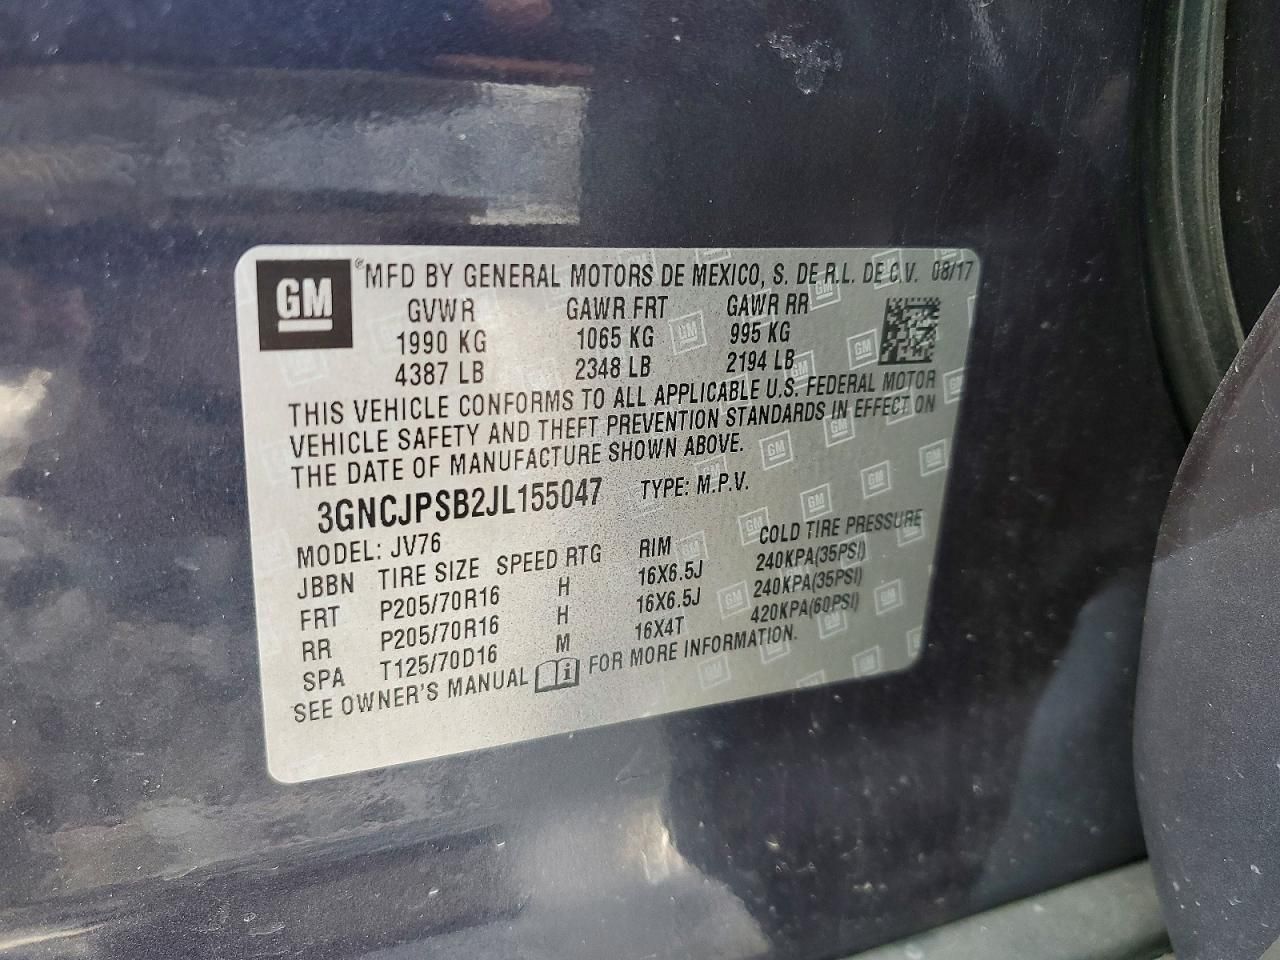 GM ®MFD BY GENERAL MOTORS DE MEXICO, S. DE R.L. DE C.V. 08/17
GVWR GAWR FRT GAWR RR
1990 KG 1065 KG 995 KG
4387 LB 2348 LB 2194 LB
THIS VEHICLE CONFORMS TO ALL APPLICABLE U.S. FEDERAL MOTOR
VEHICLE SAFETY AND THEFT PREVENTION STANDARDS IN EFFECT ON
THE DATE OF MANUFACTURE SHOWN ABOVE.
3GNCJPSB2JL155047 TYPE: M.P.V.
MODEL: JV76
JBBN TIRE SIZE SPEED RTG RIM COLD TIRE PRESSURE
FRT P205/70R16 H 16X6.5J 240KPA(35PSI)
RR P205/70R16 H 16X6.5J 240KPA(35PSI)
SPA T125/70D16 M 16X4T 420KPA(60PSI)
SEE OWNER'S MANUAL i FOR MORE INFORMATION.